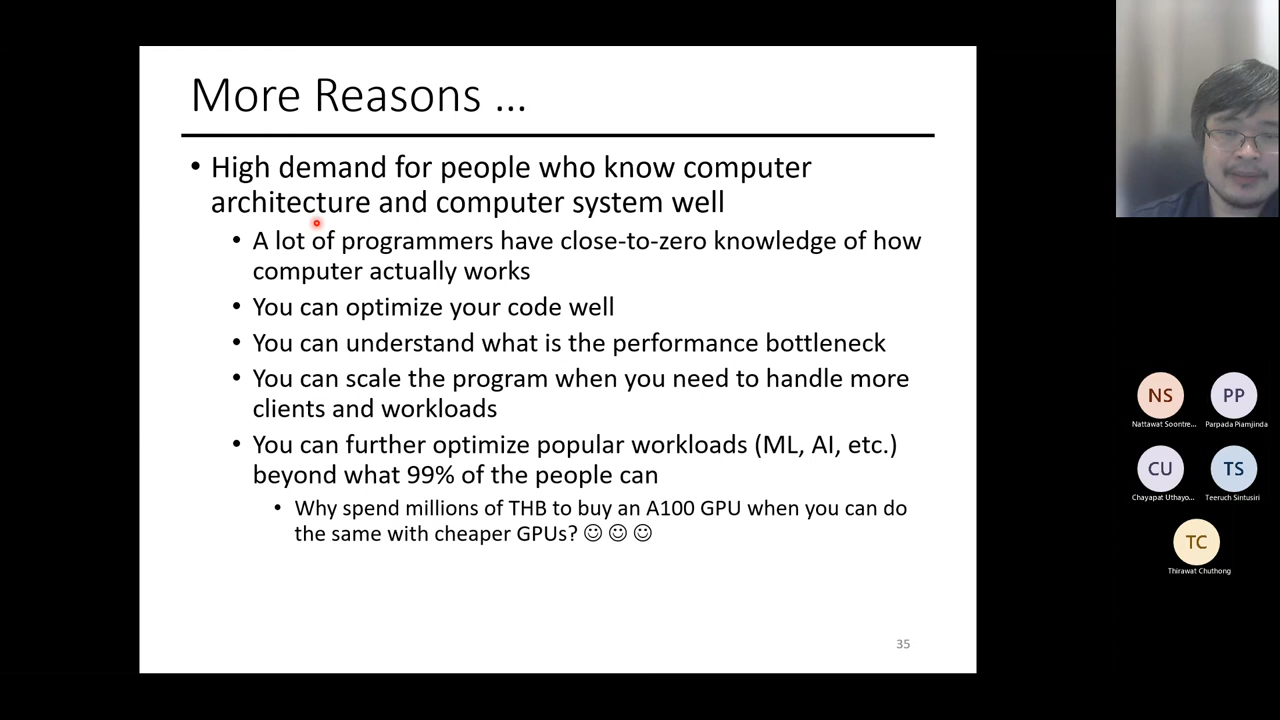 More Reasons ...
• High demand for people who know computer
architecture and computer system well
• A lot of programmers have close-to-zero knowledge of how
computer actually works
• You can optimize your code well
• You can understand what is the performance bottleneck
• You can scale the program when you need to handle more
clients and workloads
• You can further optimize popular workloads (ML, AI, etc.)
beyond what 99% of the people can
• Why spend millions of THB to buy an A100 GPU when you can do
the same with cheaper GPUs? ☺ ☺ ☺
35
NS
Nattawat Soontre...
PP
Parpada Piamjinda
CU
Chayapat Uthayo...
TS
Teeruch Sintusiri
TC
Thirawat Chuthong